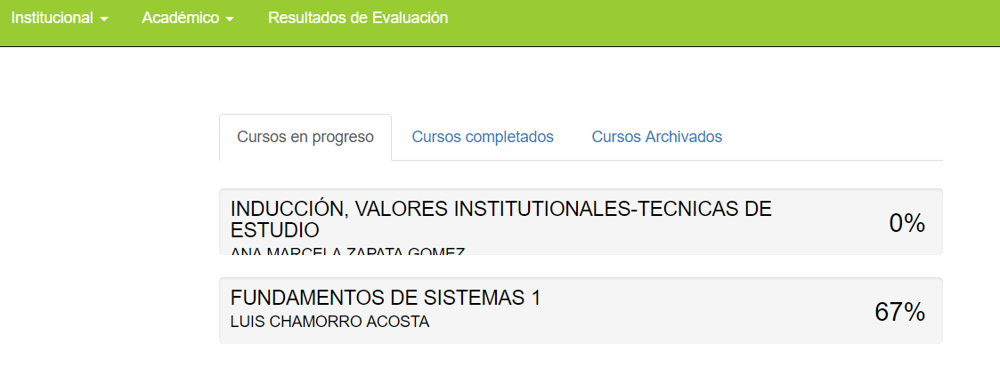 Institucional Académico Resultados de Evaluación
Cursos en progreso Cursos completados Cursos Archivados
INDUCCIÓN, VALORES INSTITUTIONALES-TECNICAS DE
ESTUDIO
0%
ANA MARCELA ZAPATA GOMEZ
FUNDAMENTOS DE SISTEMAS 1
LUIS CHAMORRO ACOSTA
67%